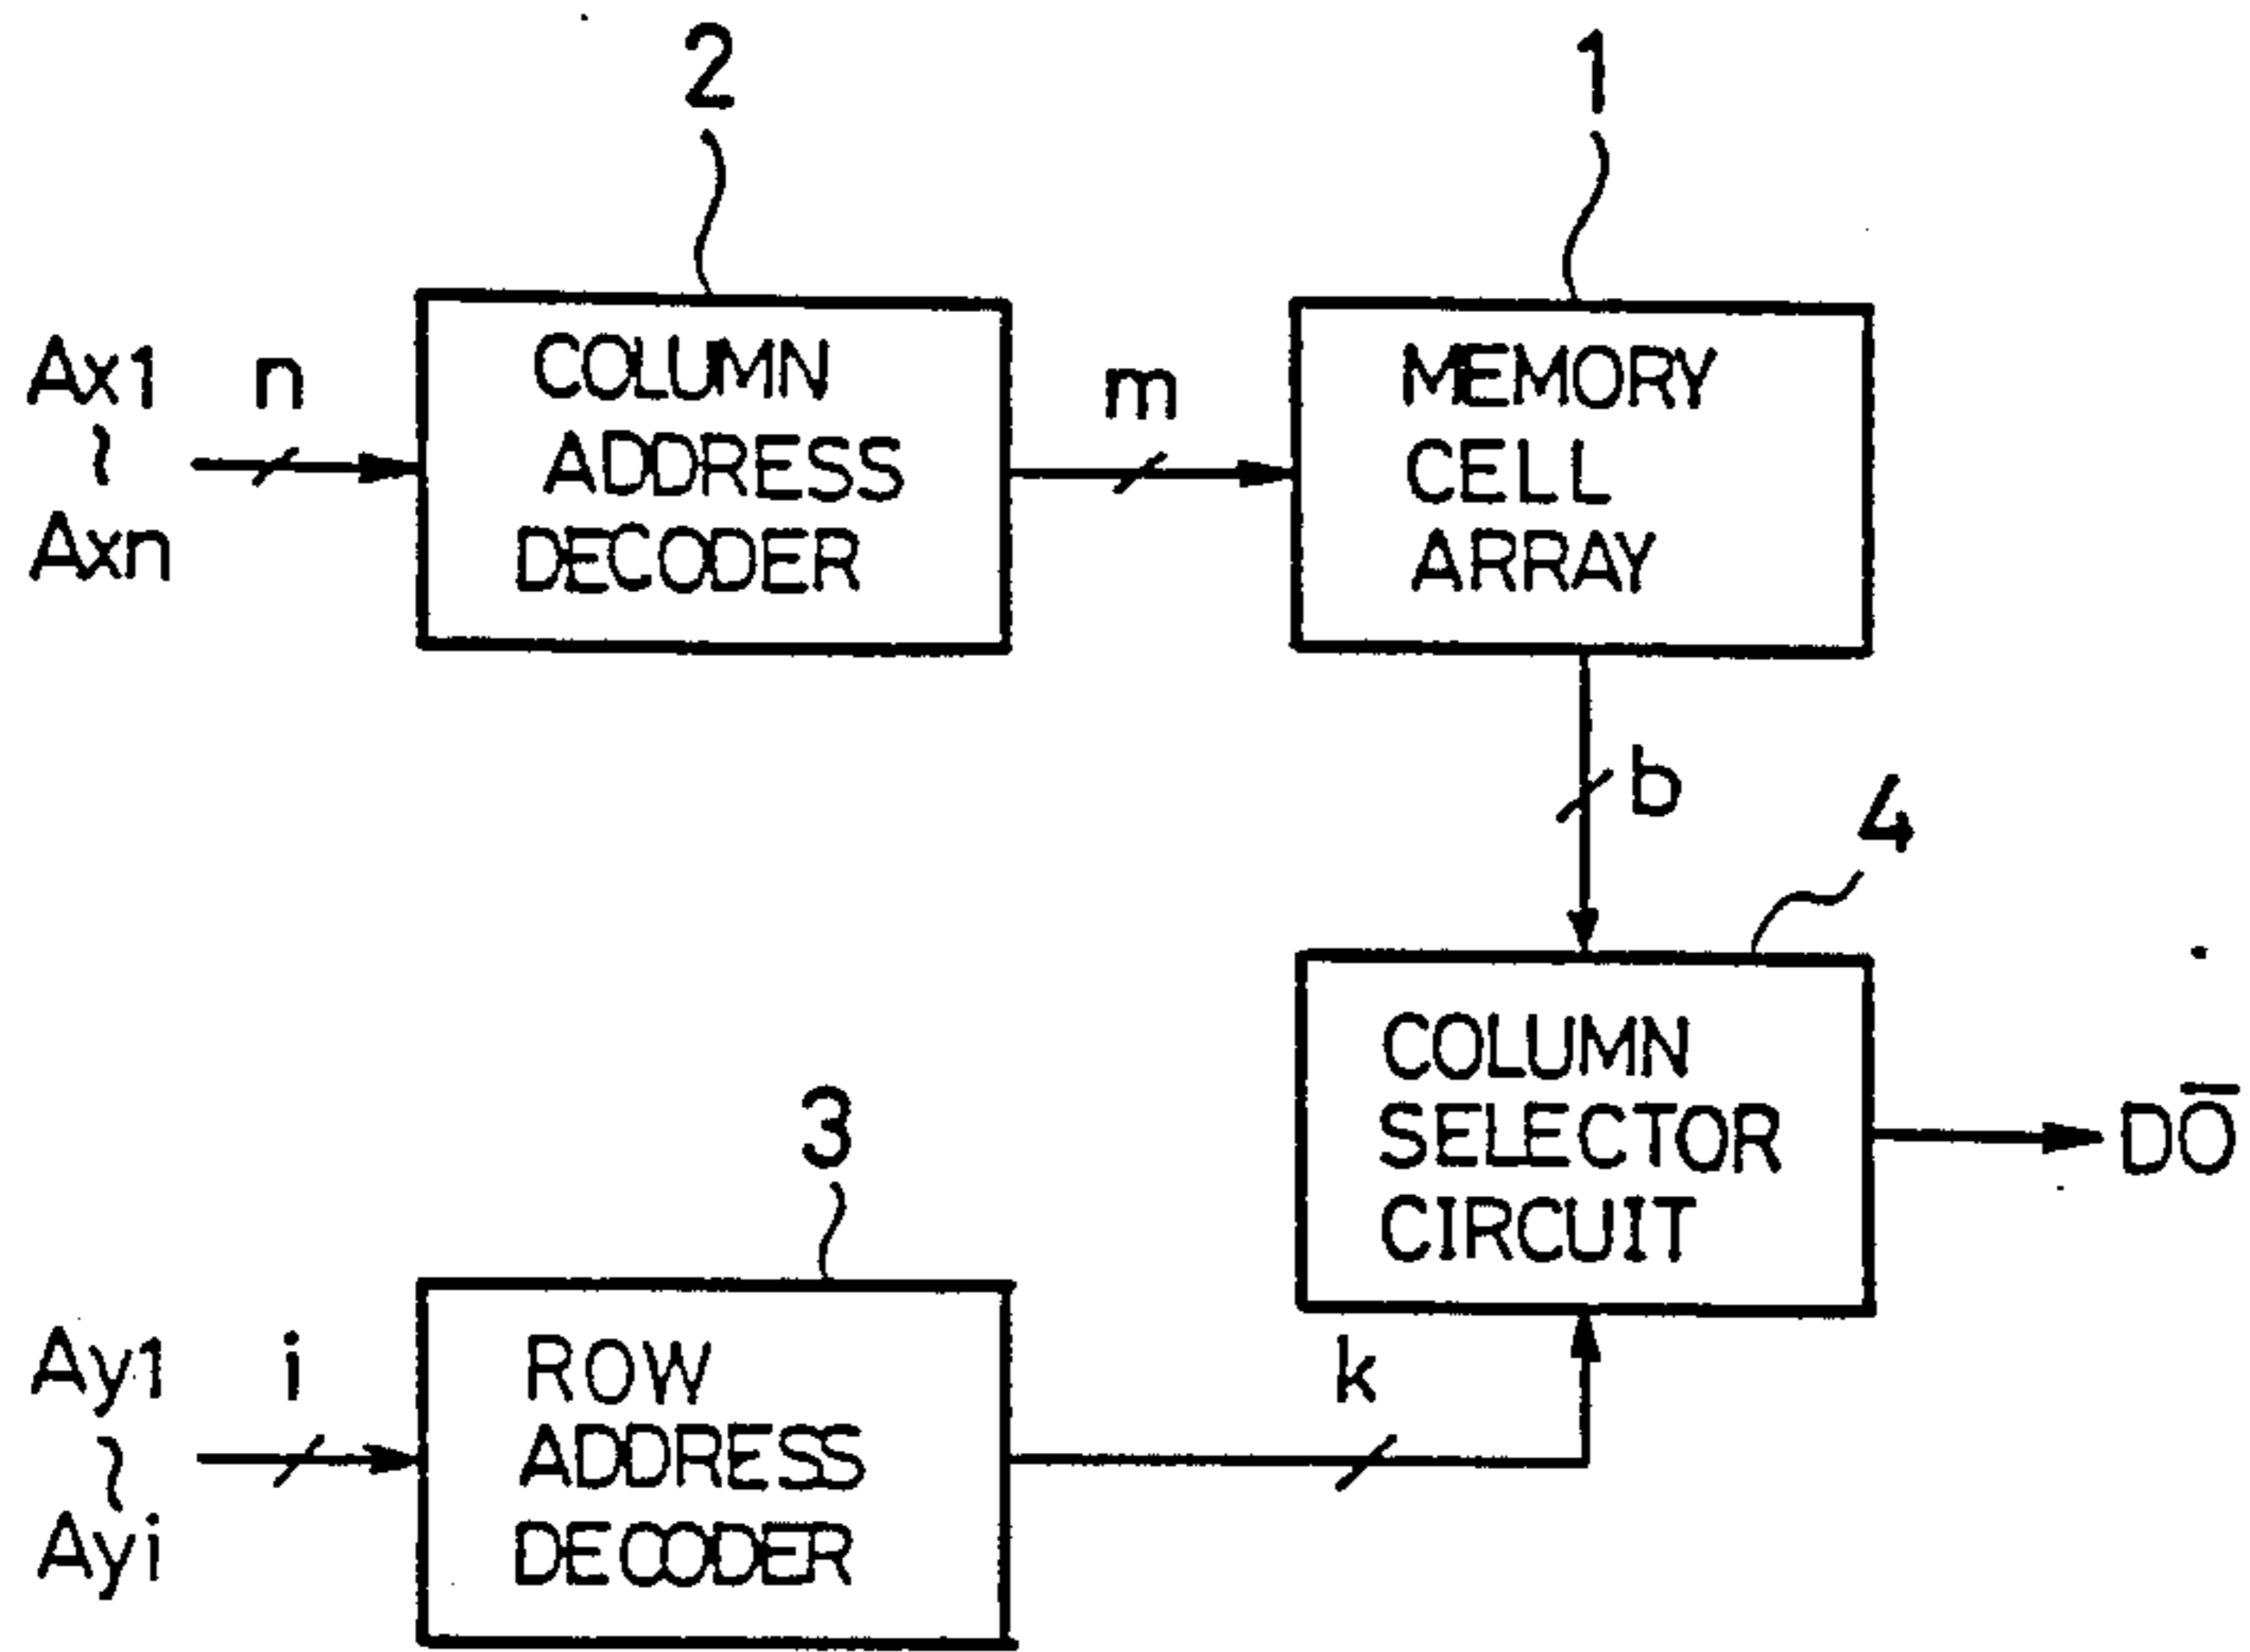 2
1
Ax1
~
Axn
n
COLUMN
ADDRESS
DECODER
m
MEMORY
CELL
ARRAY
b
4
COLUMN
SELECTOR
CIRCUIT
DO̅
3
Ay1
~
Ayi
i
ROW
ADDRESS
DECODER
k